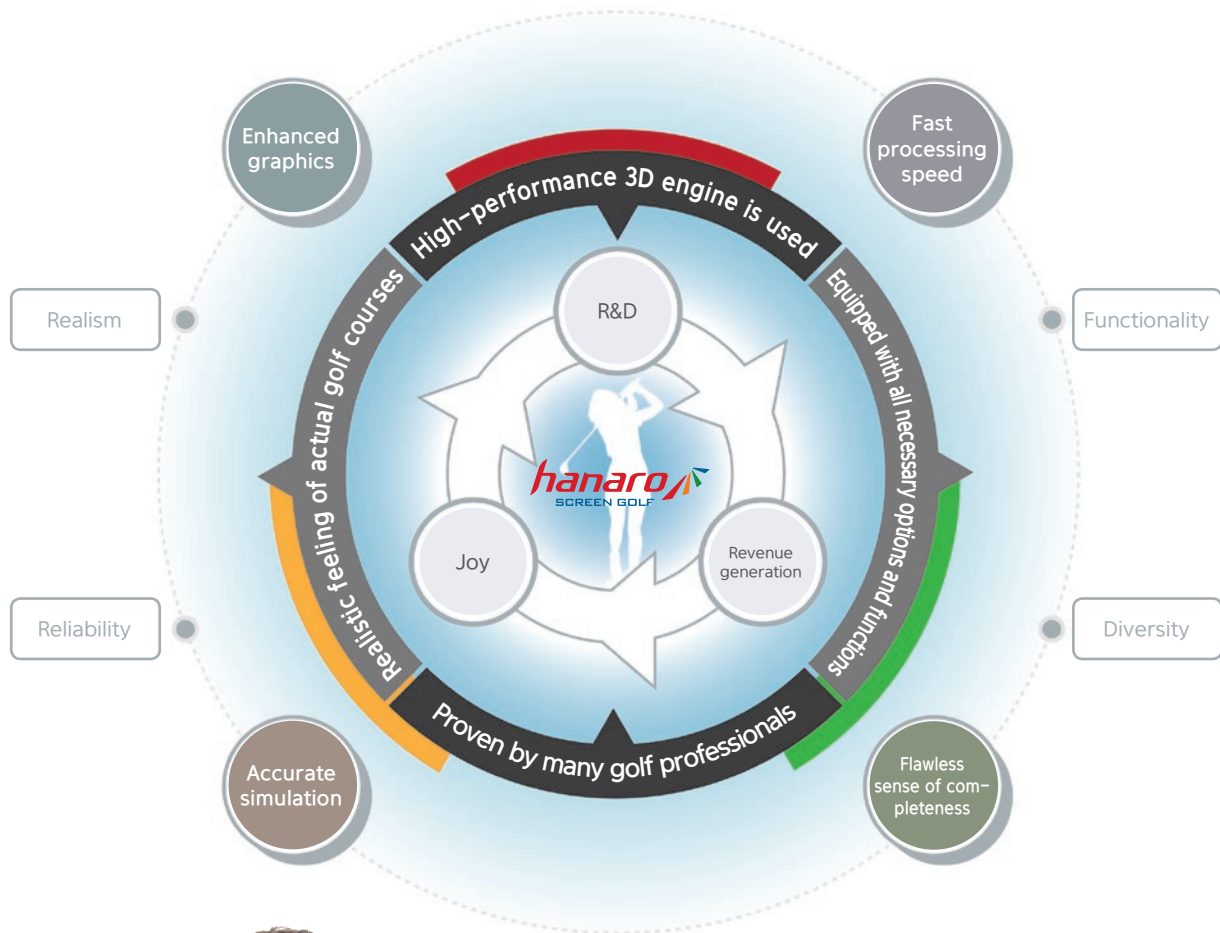 Enhanced
graphics
Fast
processing
speed
High-performance 3D engine is used
Realism
Functionality
R&D
Realistic feeling of actual golf courses
Equipped with all necessary options and functions
hanaro
SCREEN GOLF
Joy
Revenue
generation
Reliability
Diversity
Proven by many golf professionals
Accurate
simulation
Flawless
sense of com-
pleteness